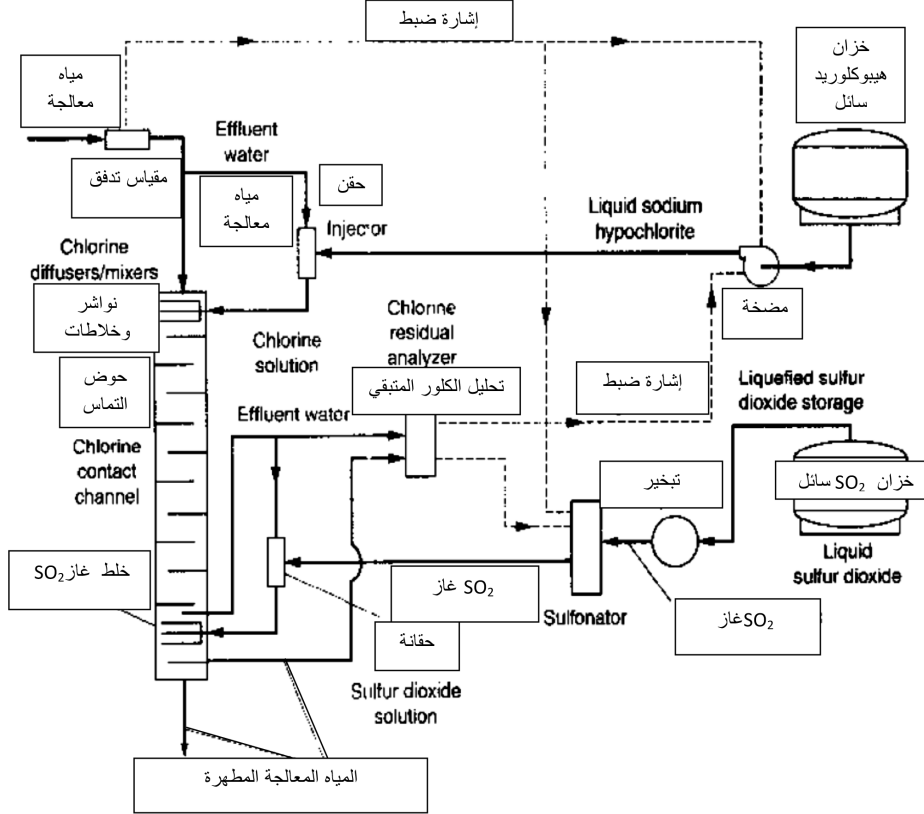 إشارة ضبط
خزان
هيبوكلوريد
سائل
مياه
معالجة
Effluent
water
مقياس تدفق
مياه
معالجة
حقن
Injector
Liquid sodium
hypochlorite
مضخة
Chlorine
diffusers/mixers
نواشر
وخلاطات
Chlorine
solution
Chlorine
residual
analyzer
تحليل الكلور المتبقي
إشارة ضبط
حوض
التماس
Effluent water
Liquefied sulfur
dioxide storage
Chlorine
contact
channel
تبخير
خزان SO₂ سائل
Liquid
sulfur dioxide
خلط غاز SO₂
غاز SO₂
Sulfonator
غاز SO₂
حقانة
Sulfur dioxide
solution
المياه المعالجة المطهرة